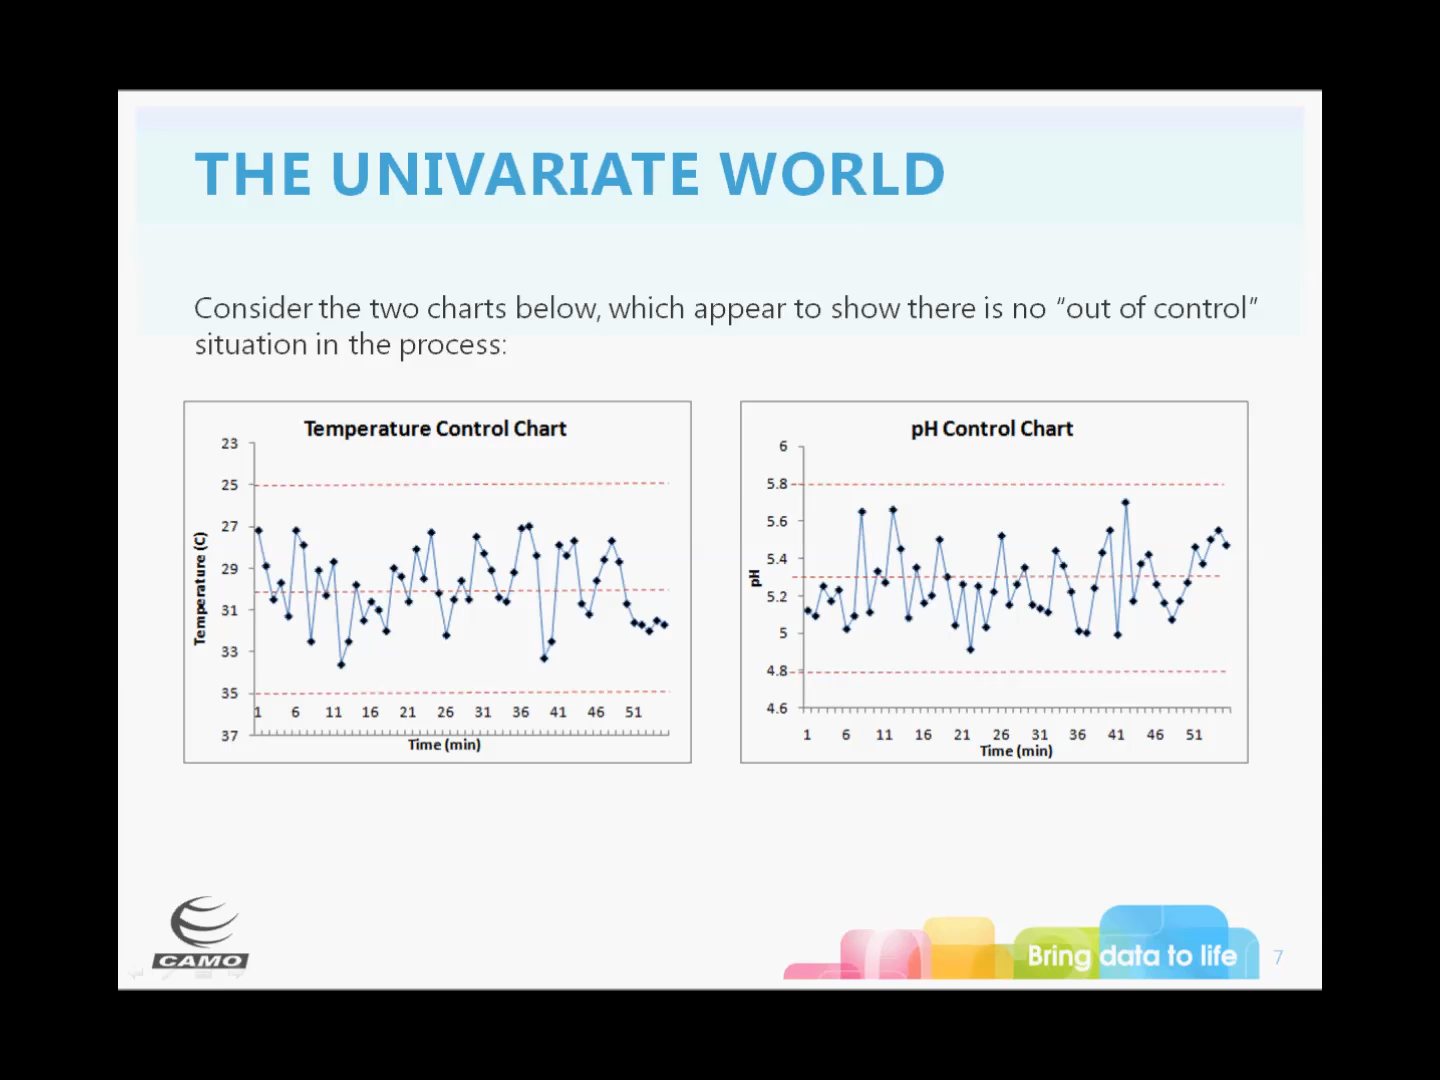 THE UNIVARIATE WORLD
Consider the two charts below, which appear to show there is no “out of control”
situation in the process:
Temperature Control Chart
23
25
27
29
31
33
35
37
Temperature (C)
1 6 11 16 21 26 31 36 41 46 51
Time (min)
pH Control Chart
6
5.8
5.6
5.4
5.2
5
4.8
4.6
pH
1 6 11 16 21 26 31 36 41 46 51
Time (min)
CAMO
Bring data to life
7